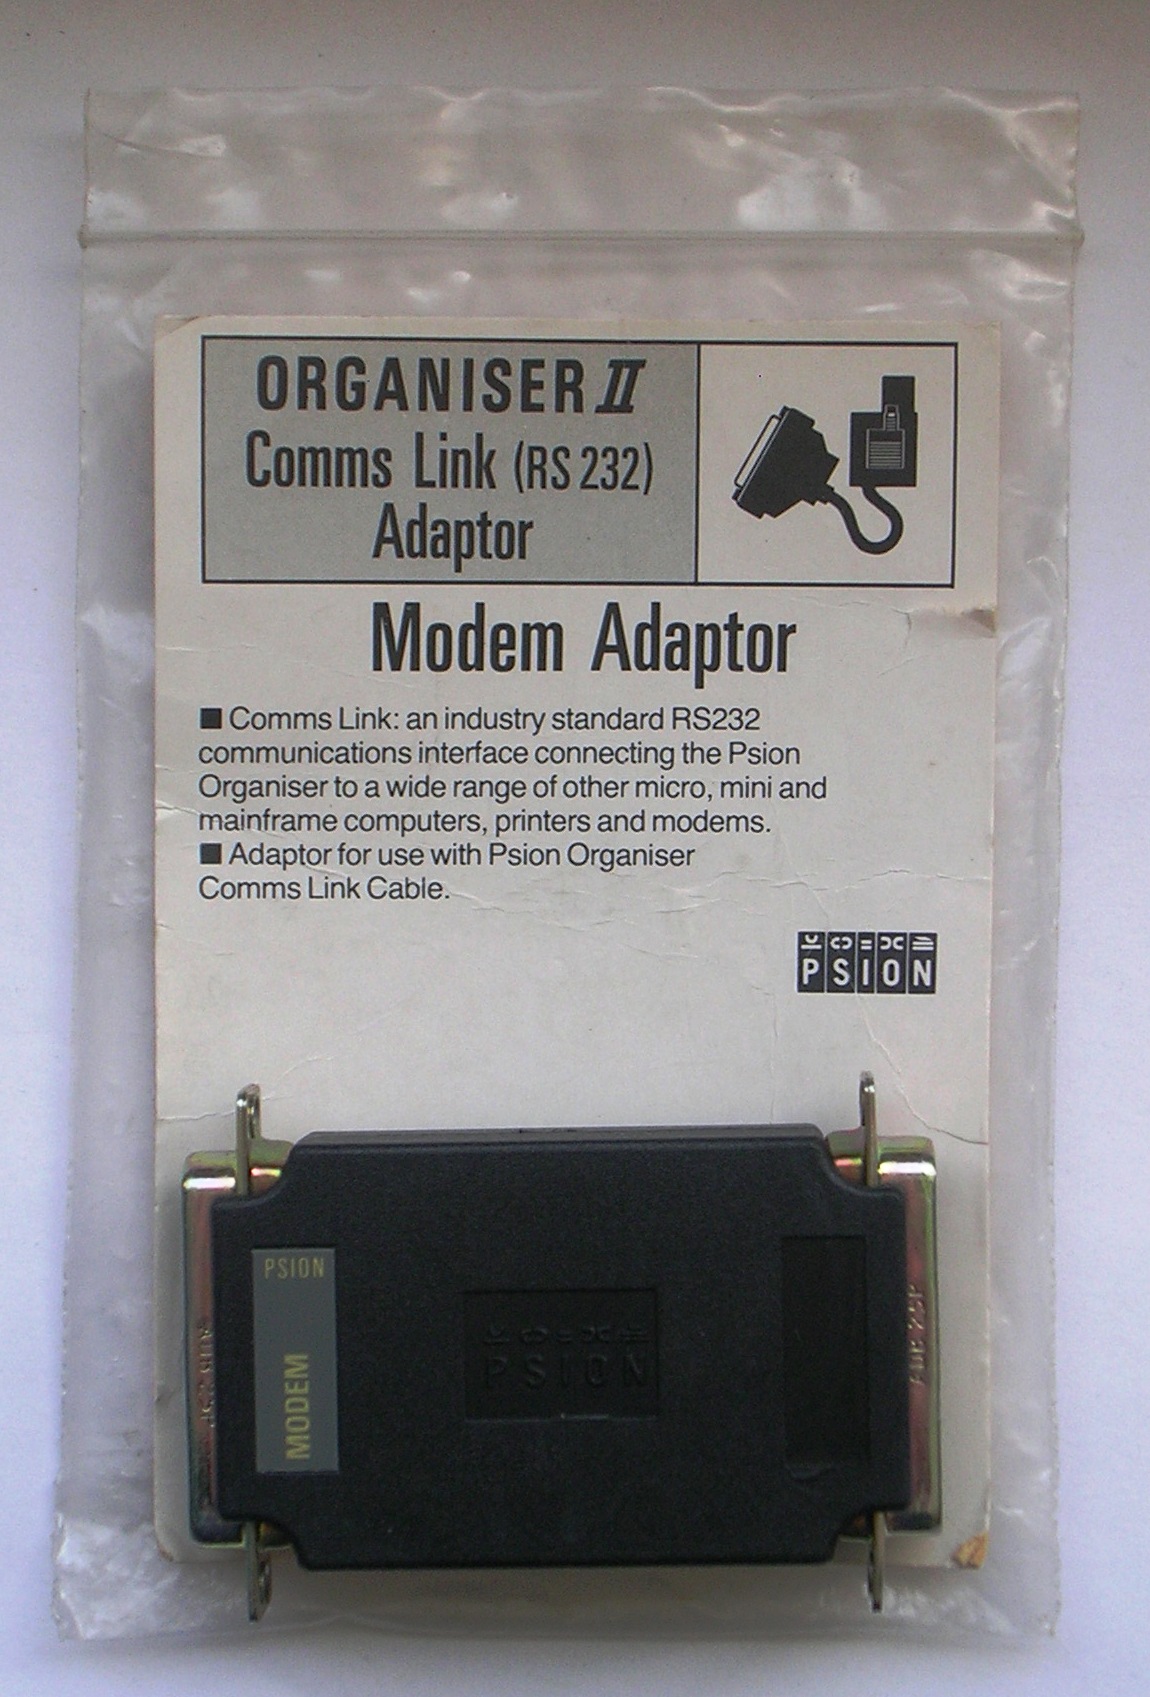 ORGANISER II
Comms Link (RS 232)
Adaptor
Modem Adaptor
■ Comms Link: an industry standard RS232
communications interface connecting the Psion
Organiser to a wide range of other micro, mini and
mainframe computers, printers and modems.
■ Adaptor for use with Psion Organiser
Comms Link Cable.
PSION
PSION
MODEM
PSION